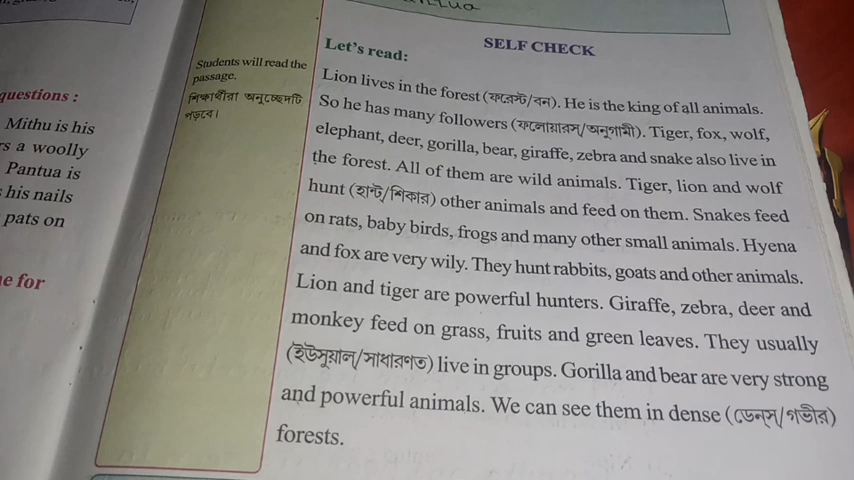 SELF CHECK
questions :
Mithu is his
s a woolly
Pantua is
his nails
pats on
e for
Students will read the
passage.
শিক্ষার্থীরা অনুচ্ছেদটি
পড়বে।
Let's read:
Lion lives in the forest (ফরেস্ট/বন). He is the king of all animals.
So he has many followers (ফলোয়ারস্/অনুগামী). Tiger, fox, wolf,
elephant, deer, gorilla, bear, giraffe, zebra and snake also live in
the forest. All of them are wild animals. Tiger, lion and wolf
hunt (হান্ট/শিকার) other animals and feed on them. Snakes feed
on rats, baby birds, frogs and many other small animals. Hyena
and fox are very wily. They hunt rabbits, goats and other animals.
Lion and tiger are powerful hunters. Giraffe, zebra, deer and
monkey feed on grass, fruits and green leaves. They usually
(ইউসুয়াল্/সাধারণত) live in groups. Gorilla and bear are very strong
and powerful animals. We can see them in dense (ডেন্স্/গভীর)
forests.